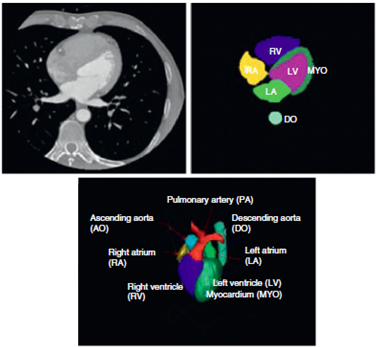 RV
RA
LV
MYO
LA
DO
Pulmonary artery (PA)
Ascending aorta
(AO)
Descending aorta
(DO)
Right atrium
(RA)
Left atrium
(LA)
Right ventricle
(RV)
Left ventricle (LV)
Myocardium (MYO)